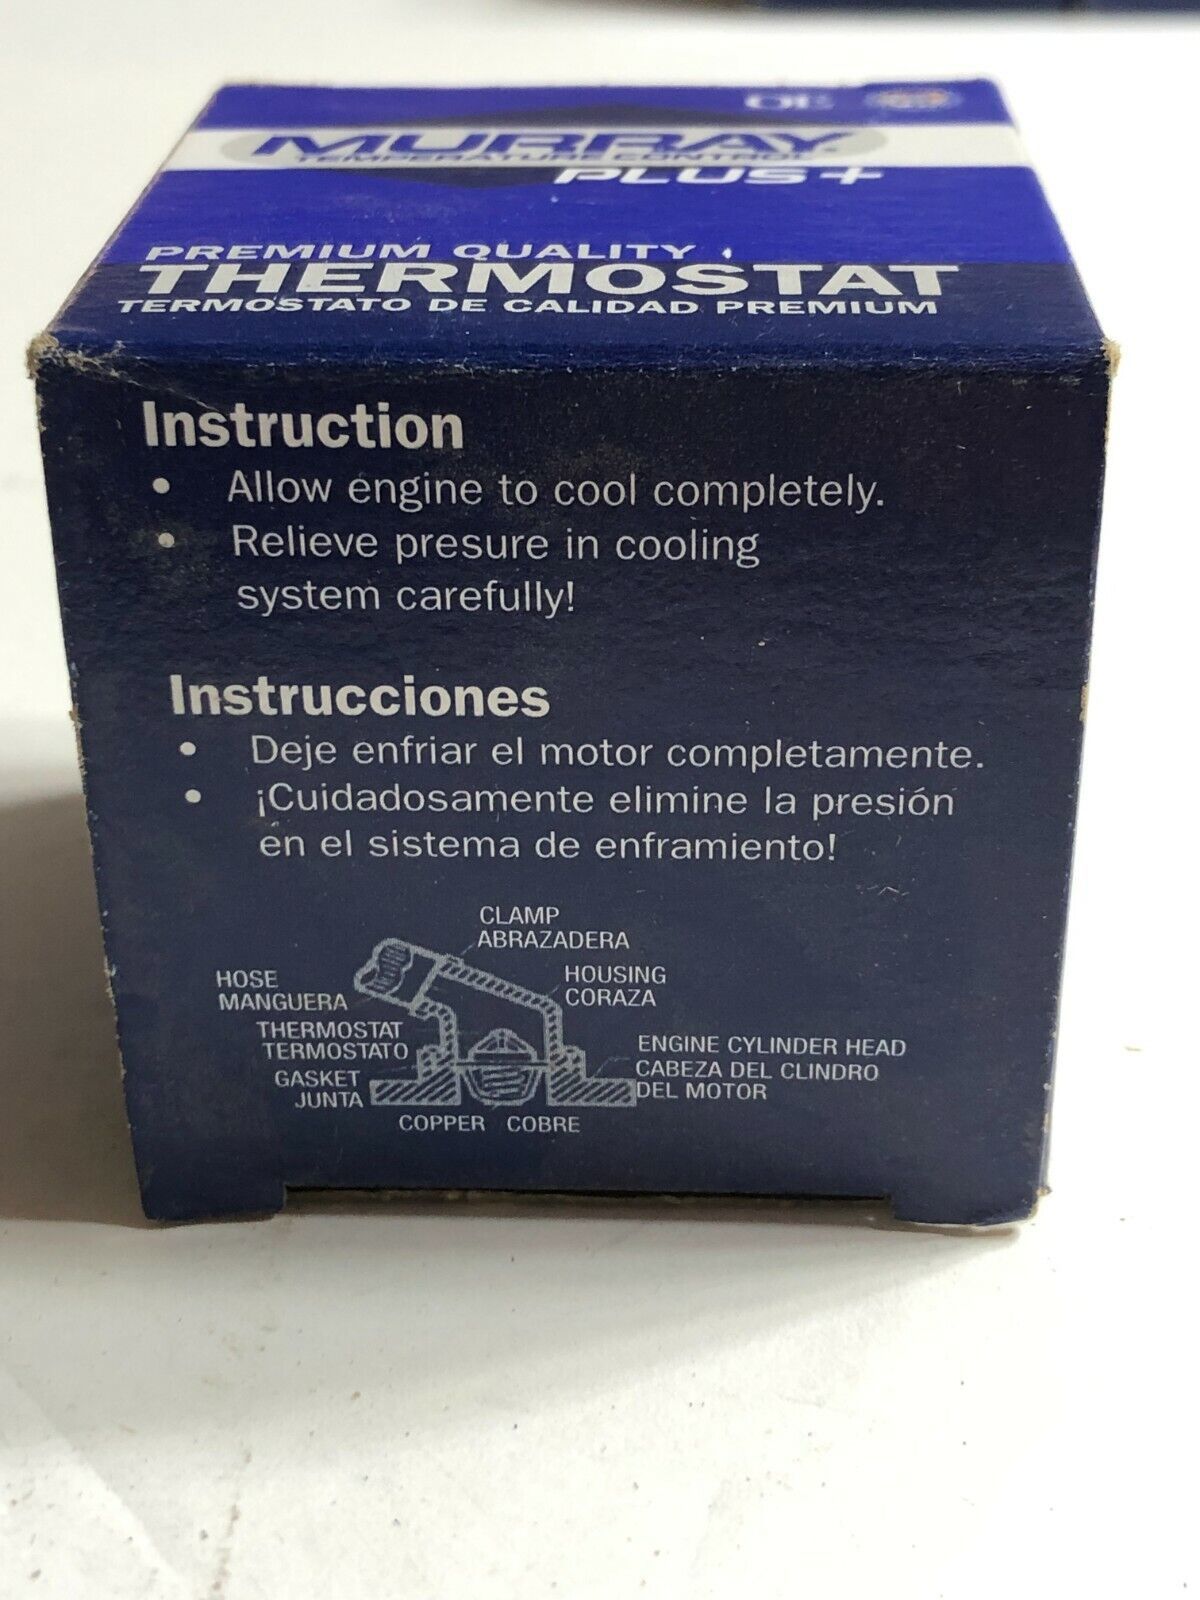 MURRAY
TEMPERATURE CONTROL
PLUS+
PREMIUM QUALITY
THERMOSTAT
TERMOSTATO DE CALIDAD PREMIUM
Instruction
• Allow engine to cool completely.
• Relieve presure in cooling
system carefully!
Instrucciones
• Deje enfriar el motor completamente.
• ¡Cuidadosamente elimine la presión
en el sistema de enframiento!
CLAMP
ABRAZADERA
HOSE
MANGUERA
HOUSING
CORAZA
THERMOSTAT
TERMOSTATO
ENGINE CYLINDER HEAD
CABEZA DEL CLINDRO
DEL MOTOR
GASKET
JUNTA
COPPER COBRE